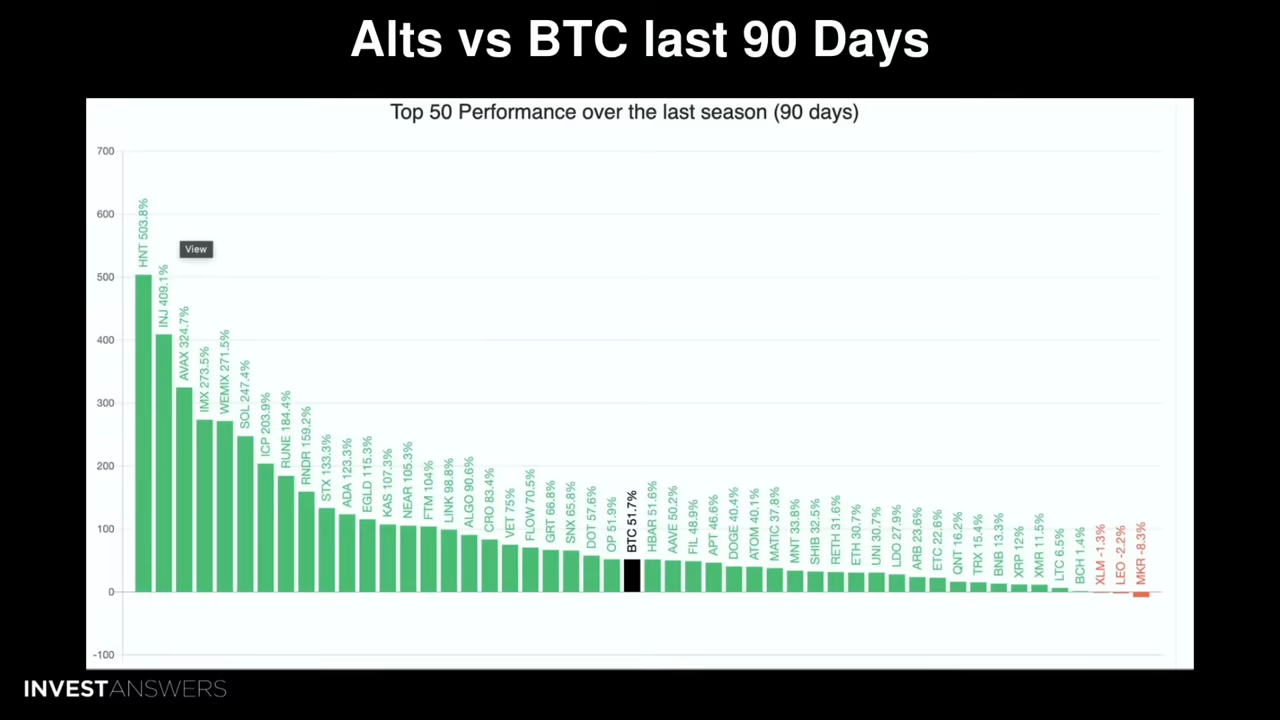 Alts vs BTC last 90 Days
Top 50 Performance over the last season (90 days)
700
600
500
400
300
200
100
0
-100
View
HNT 503.8%
INJ 409.1%
AVAX 324.7%
IMX 273.5%
WEMIX 271.5%
SOL 247.4%
ICP 203.9%
RUNE 184.4%
RNDR 159.2%
STX 133.3%
ADA 123.3%
EGLD 115.3%
KAS 107.3%
NEAR 105.3%
FTM 104%
LINK 98.8%
ALGO 90.6%
CRO 83.4%
VET 75%
FLOW 70.5%
GRT 66.8%
SNX 65.8%
DOT 57.6%
OP 51.9%
BTC 51.7%
HBAR 51.6%
AAVE 50.2%
FIL 48.9%
APT 46.6%
DOGE 40.4%
ATOM 40.1%
MATIC 37.8%
MNT 33.8%
SHIB 32.5%
RETH 31.6%
ETH 30.7%
UNI 30.7%
LDO 27.9%
ARB 23.6%
ETC 22.6%
QNT 16.2%
TRX 15.4%
BNB 13.3%
XRP 12%
XMR 11.5%
LTC 6.5%
BCH 1.4%
XLM -1.3%
LEO -2.2%
MKR -8.3%
INVESTANSWERS